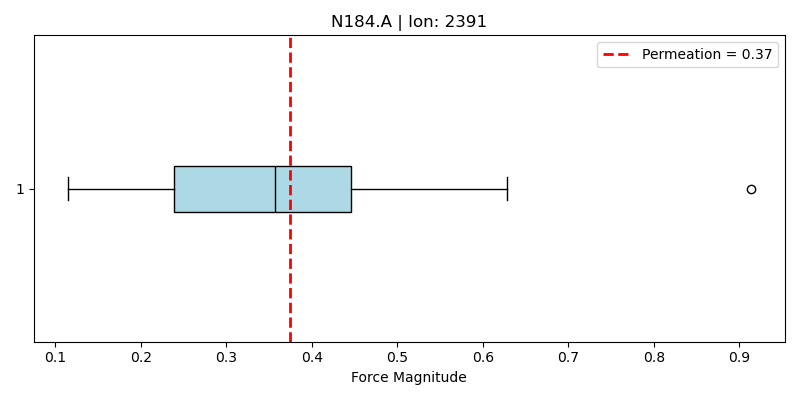 N184.A | Ion: 2391
Permeation = 0.37
1
0.1 0.2 0.3 0.4 0.5 0.6 0.7 0.8 0.9
Force Magnitude